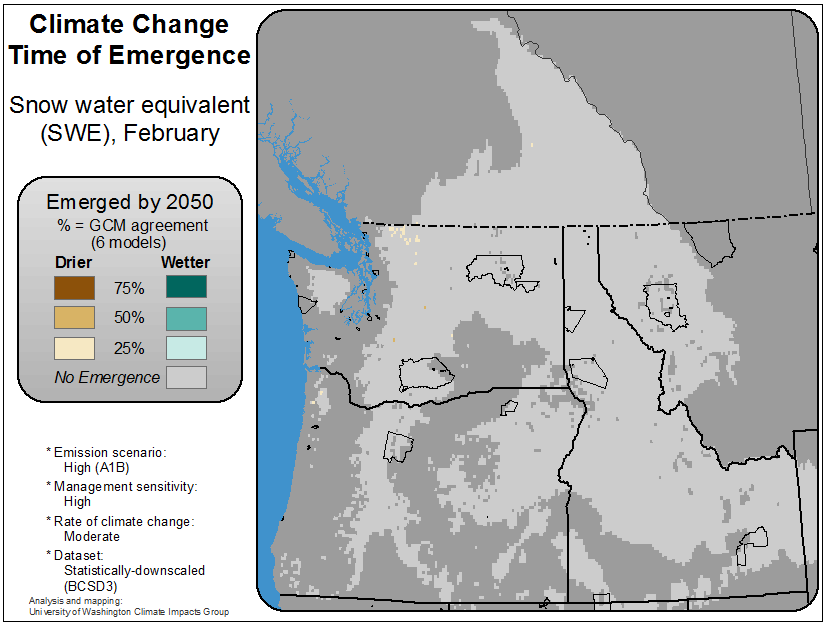 Climate Change
Time of Emergence
Snow water equivalent
(SWE), February
Emerged by 2050
% = GCM agreement
(6 models)
Drier Wetter
75%
50%
25%
No Emergence
* Emission scenario:
High (A1B)
* Management sensitivity:
High
* Rate of climate change:
Moderate
* Dataset:
Statistically-downscaled
(BCSD3)
Analysis and mapping:
University of Washington Climate Impacts Group